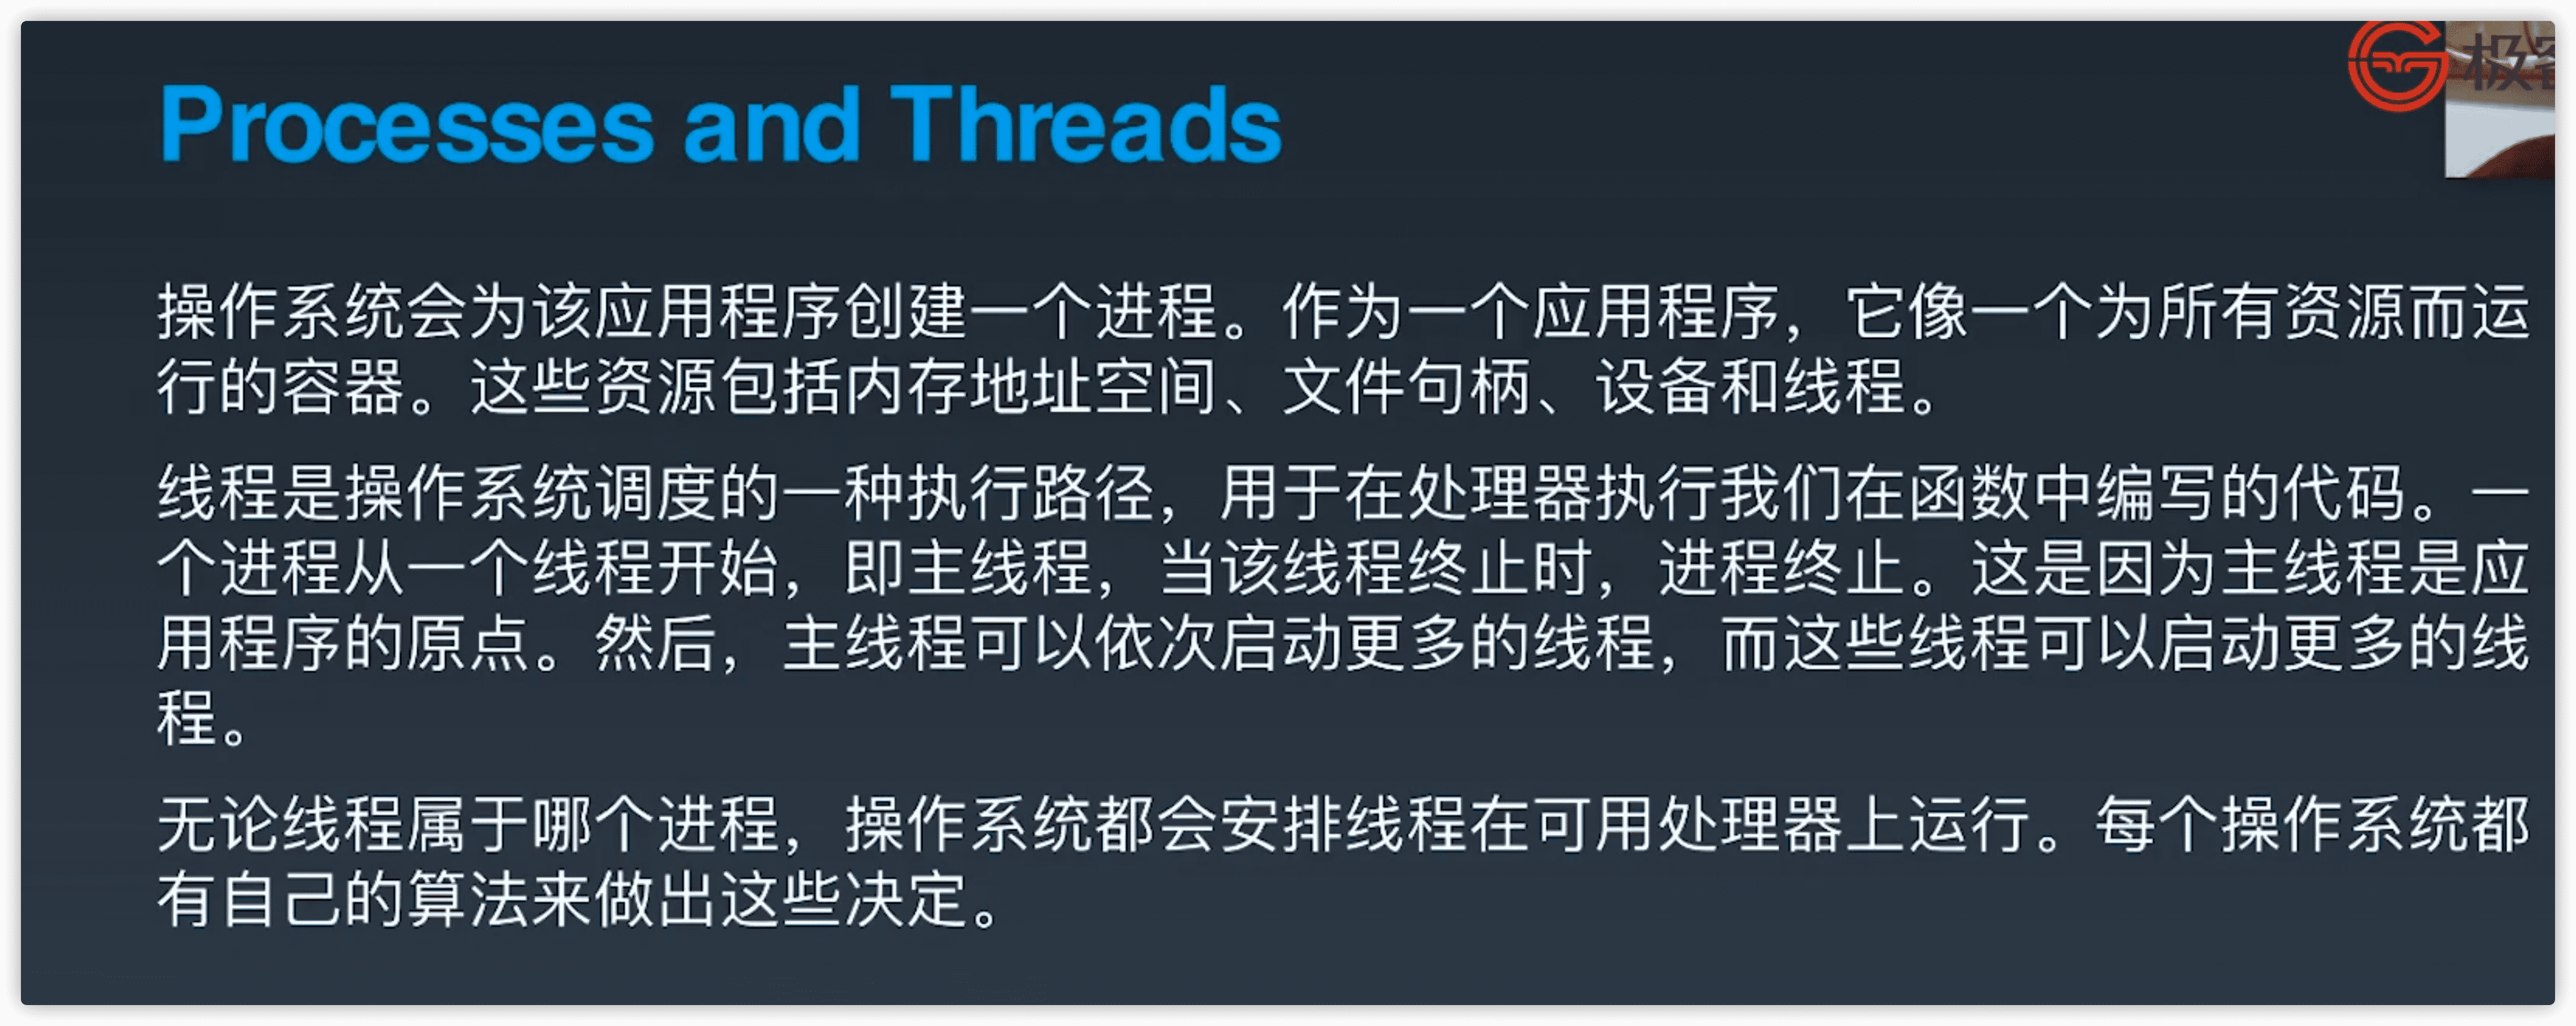 极客
Processes and Threads
操作系统会为该应用程序创建一个进程。作为一个应用程序，它像一个为所有资源而运
行的容器。这些资源包括内存地址空间、文件句柄、设备和线程。
线程是操作系统调度的一种执行路径，用于在处理器执行我们在函数中编写的代码。一
个进程从一个线程开始，即主线程，当该线程终止时，进程终止。这是因为主线程是应
用程序的原点。然后，主线程可以依次启动更多的线程，而这些线程可以启动更多的线
程。
无论线程属于哪个进程，操作系统都会安排线程在可用处理器上运行。每个操作系统都
有自己的算法来做出这些决定。